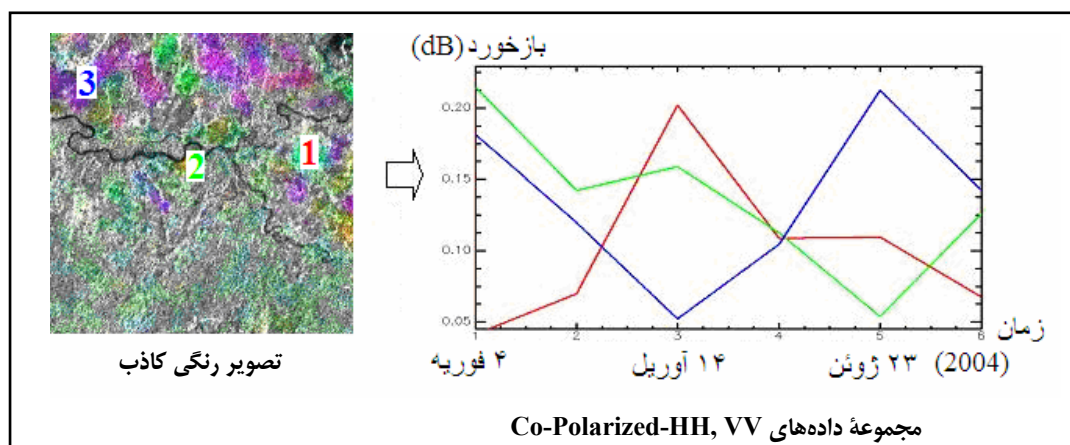 بازخورد (dB)
3
2
1
0.20
0.15
0.10
0.05
1 2 3 4 5 6
زمان
۴ فوریه ۱۴ آوریل ۲۳ ژوئن (2004)
تصویر رنگی کاذب
مجموعهٔ داده‌های Co-Polarized-HH, VV